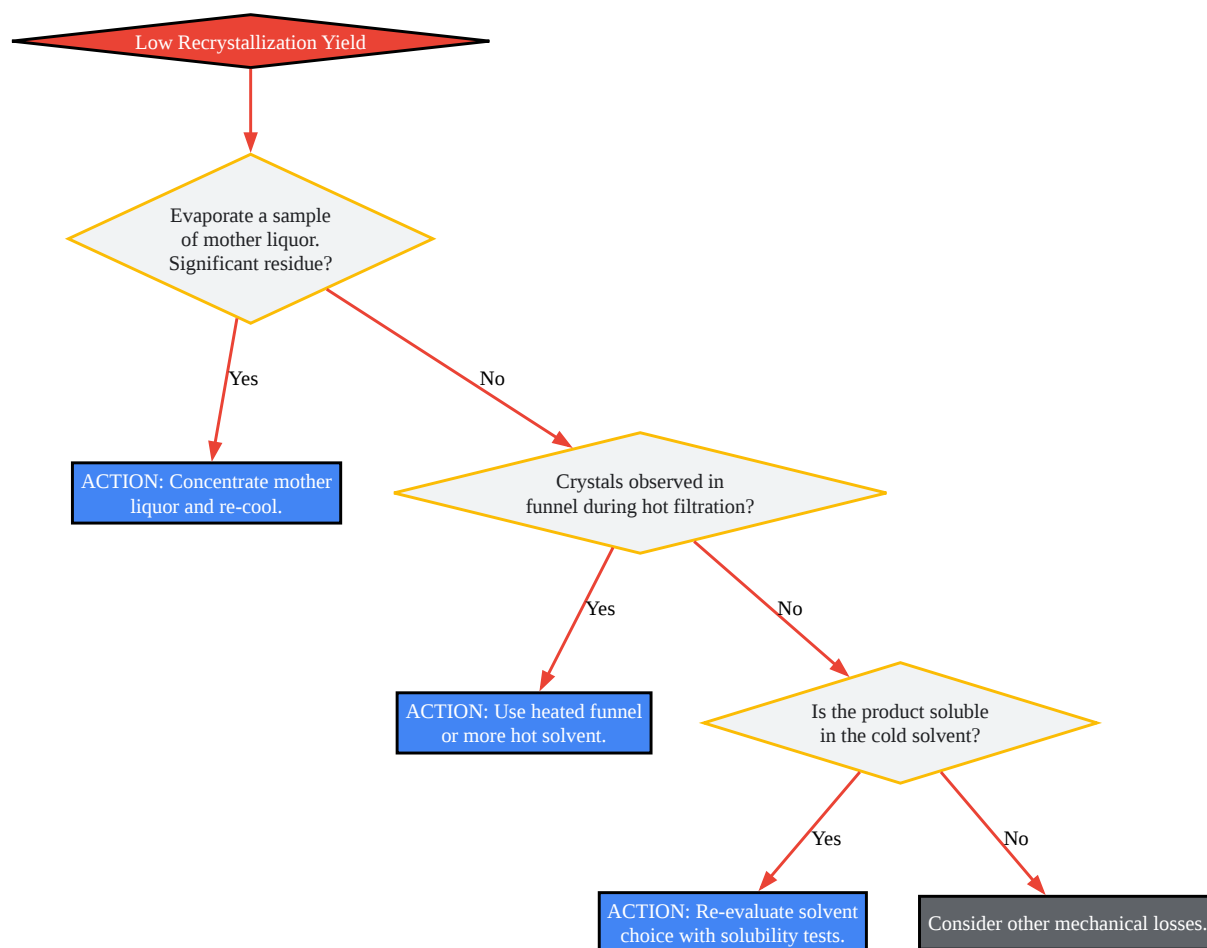 Low Recrystallization Yield
Evaporate a sample
of mother liquor.
Significant residue?
Yes
No
ACTION: Concentrate mother
liquor and re-cool.
Crystals observed in
funnel during hot filtration?
Yes
No
ACTION: Use heated funnel
or more hot solvent.
Is the product soluble
in the cold solvent?
Yes
No
ACTION: Re-evaluate solvent
choice with solubility tests.
Consider other mechanical losses.